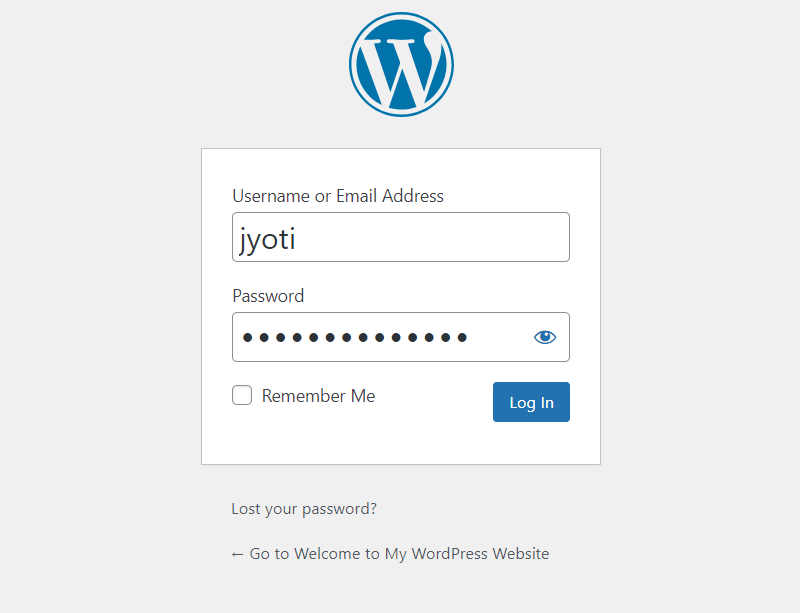 Username or Email Address
jyoti
Password
••••••••••••••
Remember Me
Log In
Lost your password?
← Go to Welcome to My WordPress Website